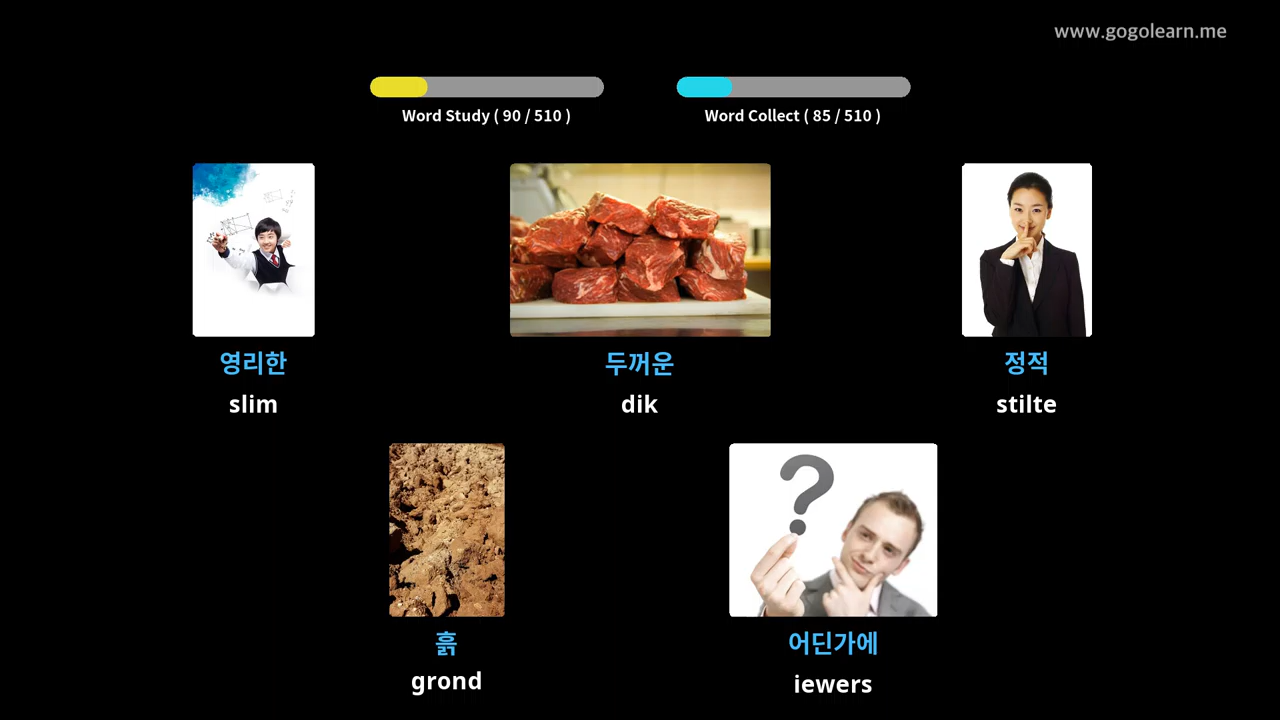 www.gogolearn.me
Word Study ( 90 / 510 )
Word Collect ( 85 / 510 )
영리한
두꺼운
정적
slim
dik
stilte
흙
어딘가에
grond
iewers